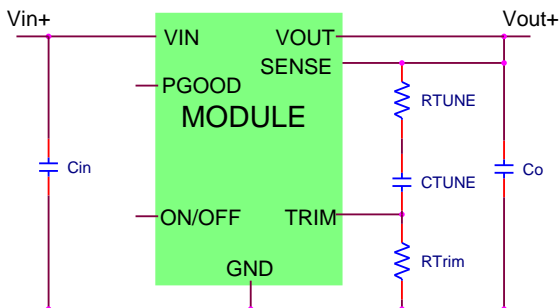 Vin+ Vout+
VIN VOUT
SENSE
PGOOD
RTUNE
MODULE
Cin CTUNE Co
ON/OFF TRIM
RTrim
GND